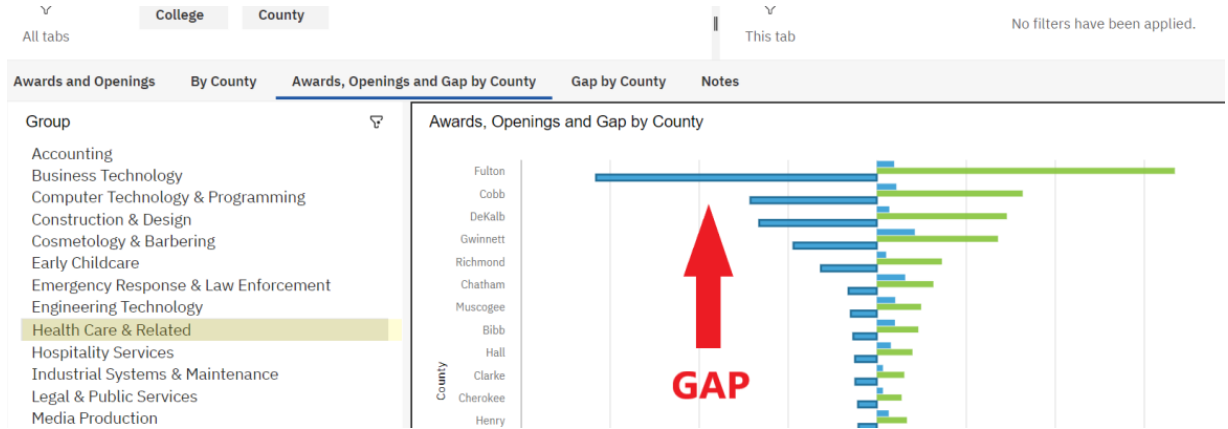 College County
All tabs
This tab
No filters have been applied.
Awards and Openings By County Awards, Openings and Gap by County Gap by County Notes
Group
Accounting
Business Technology
Computer Technology & Programming
Construction & Design
Cosmetology & Barbering
Early Childcare
Emergency Response & Law Enforcement
Engineering Technology
Health Care & Related
Hospitality Services
Industrial Systems & Maintenance
Legal & Public Services
Media Production
Awards, Openings and Gap by County
County
Fulton
Cobb
DeKalb
Gwinnett
Richmond
Chatham
Muscogee
Bibb
Hall
Clarke
Cherokee
Henry
GAP